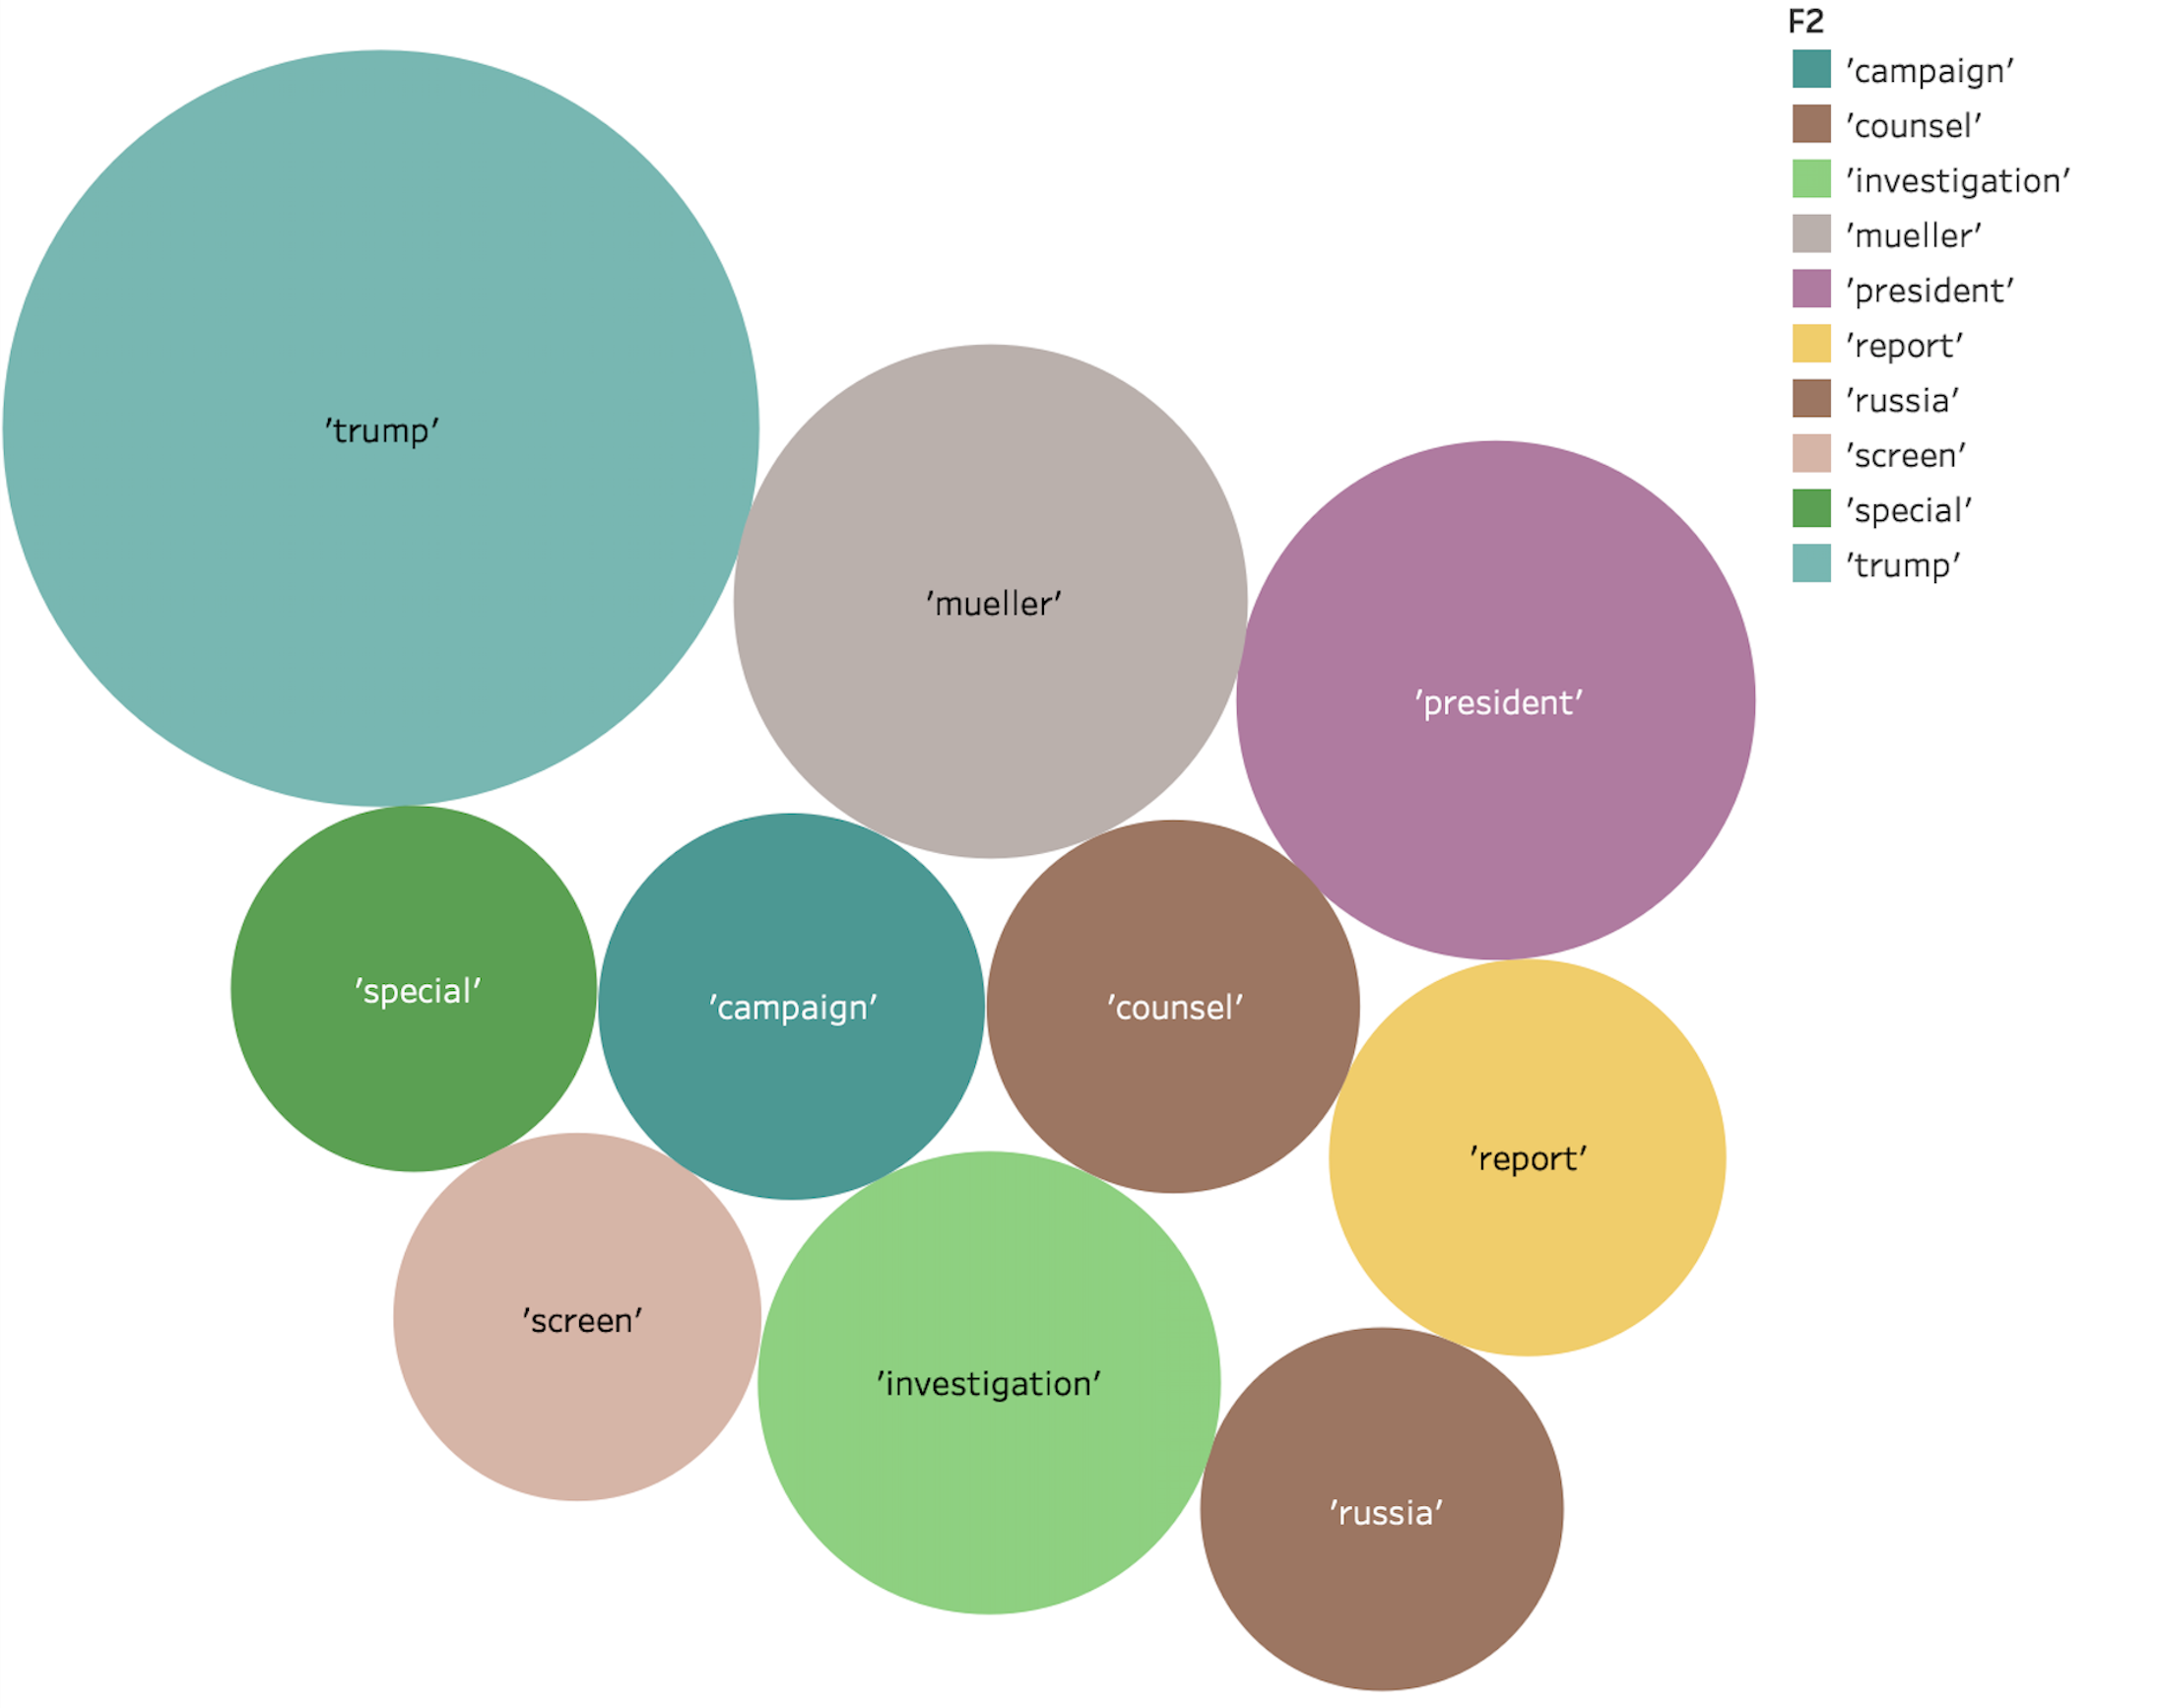 F2
'campaign'
'counsel'
'investigation'
'mueller'
'president'
'report'
'russia'
'screen'
'special'
'trump'
'trump'
'mueller'
'president'
'special'
'campaign'
'counsel'
'report'
'screen'
'investigation'
'russia'